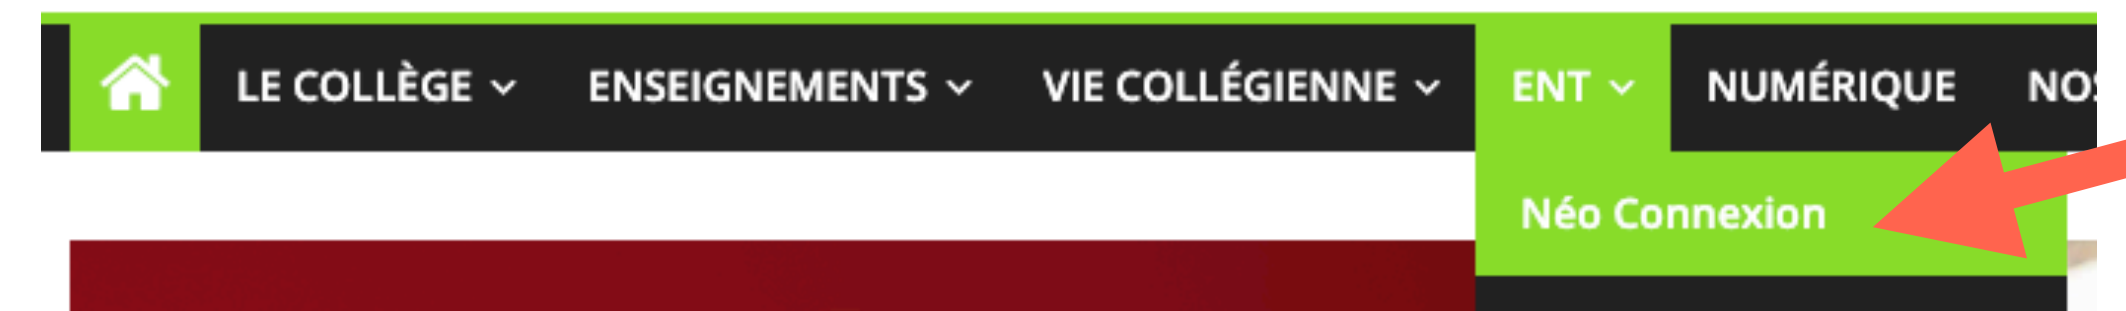 LE COLLÈGE ENSEIGNEMENTS VIE COLLÉGIENNE ENT NUMÉRIQUE
Néo Connexion